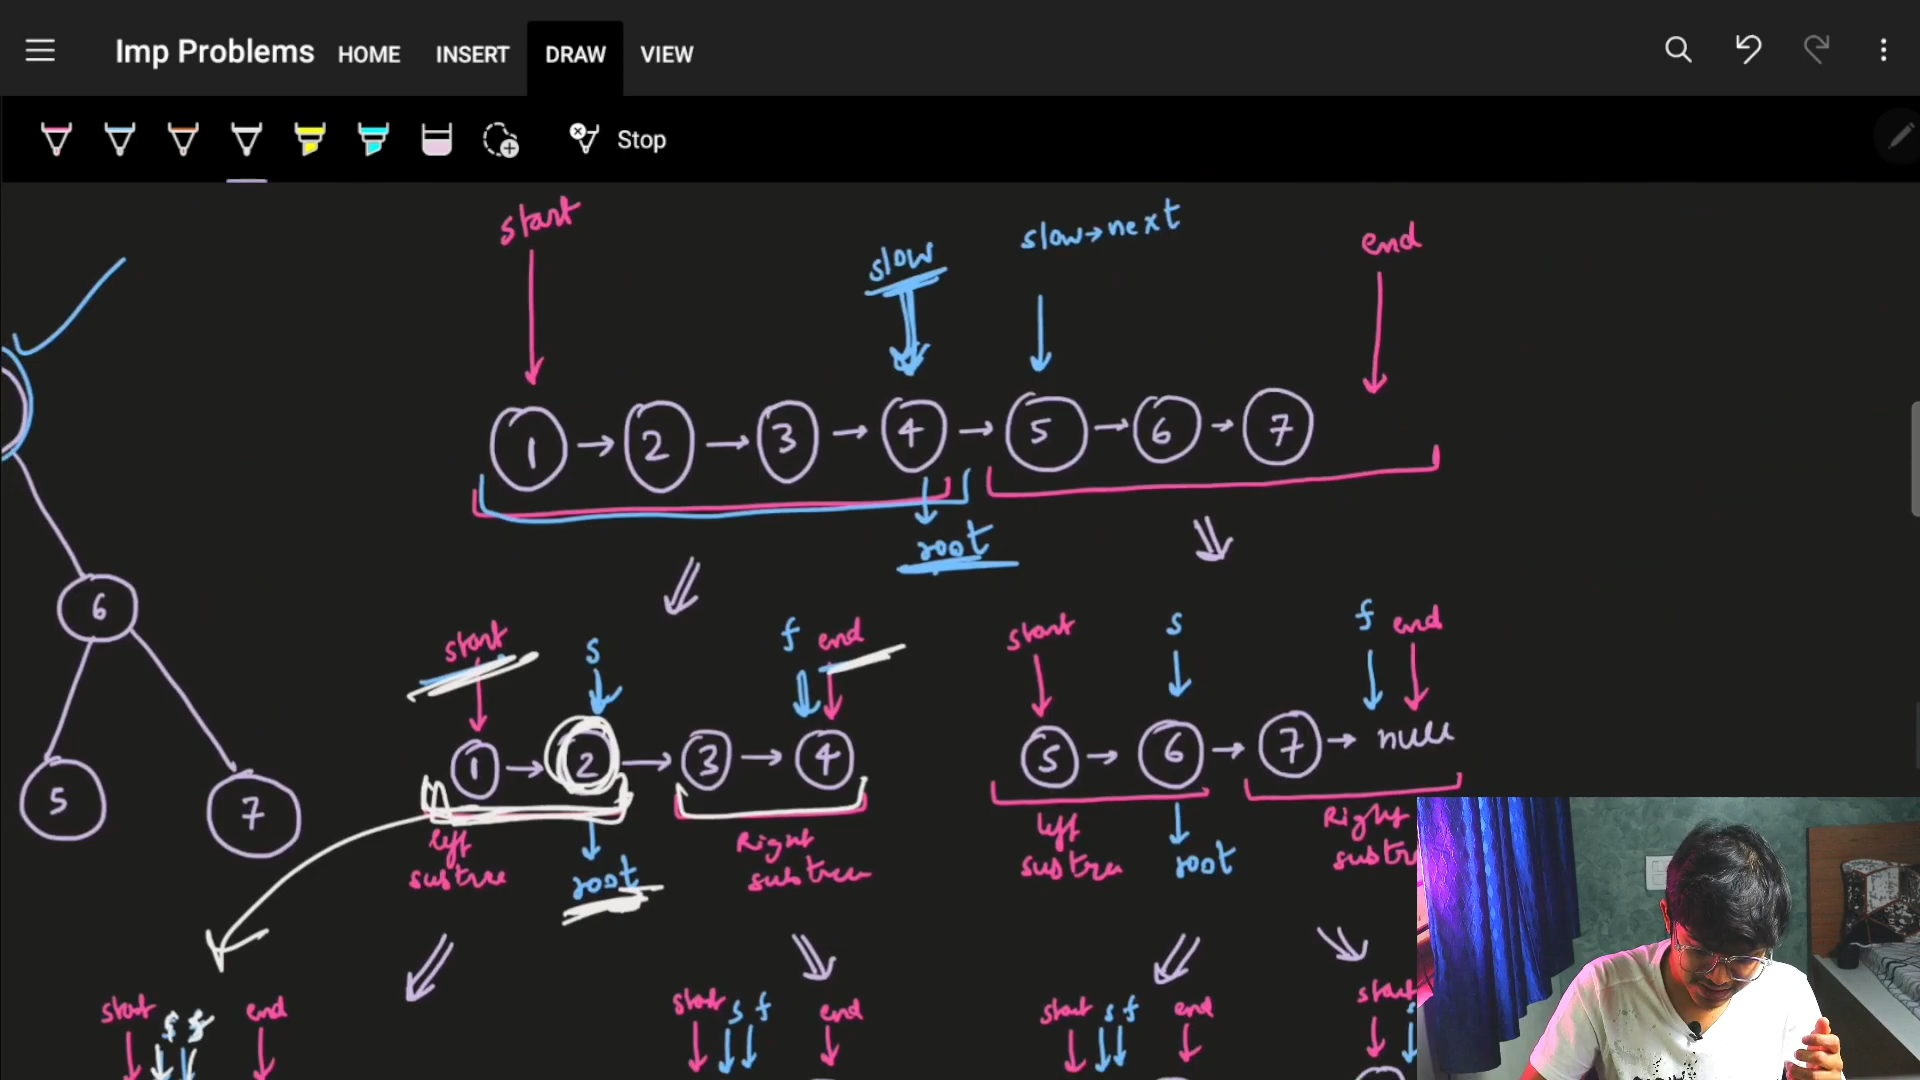 Imp Problems HOME INSERT DRAW VIEW
Stop
start
slow
slow→next
end
1 → 2 → 3 → 4 → 5 → 6 → 7
root
6
5
7
start
s
f
end
1 → 2 → 3 → 4
left
subtree
root
Right
subtree
start
s
f
end
5 → 6 → 7 → null
left
subtree
root
Right
subtr
start
s f
end
start
s f
end
start
s f
end
start